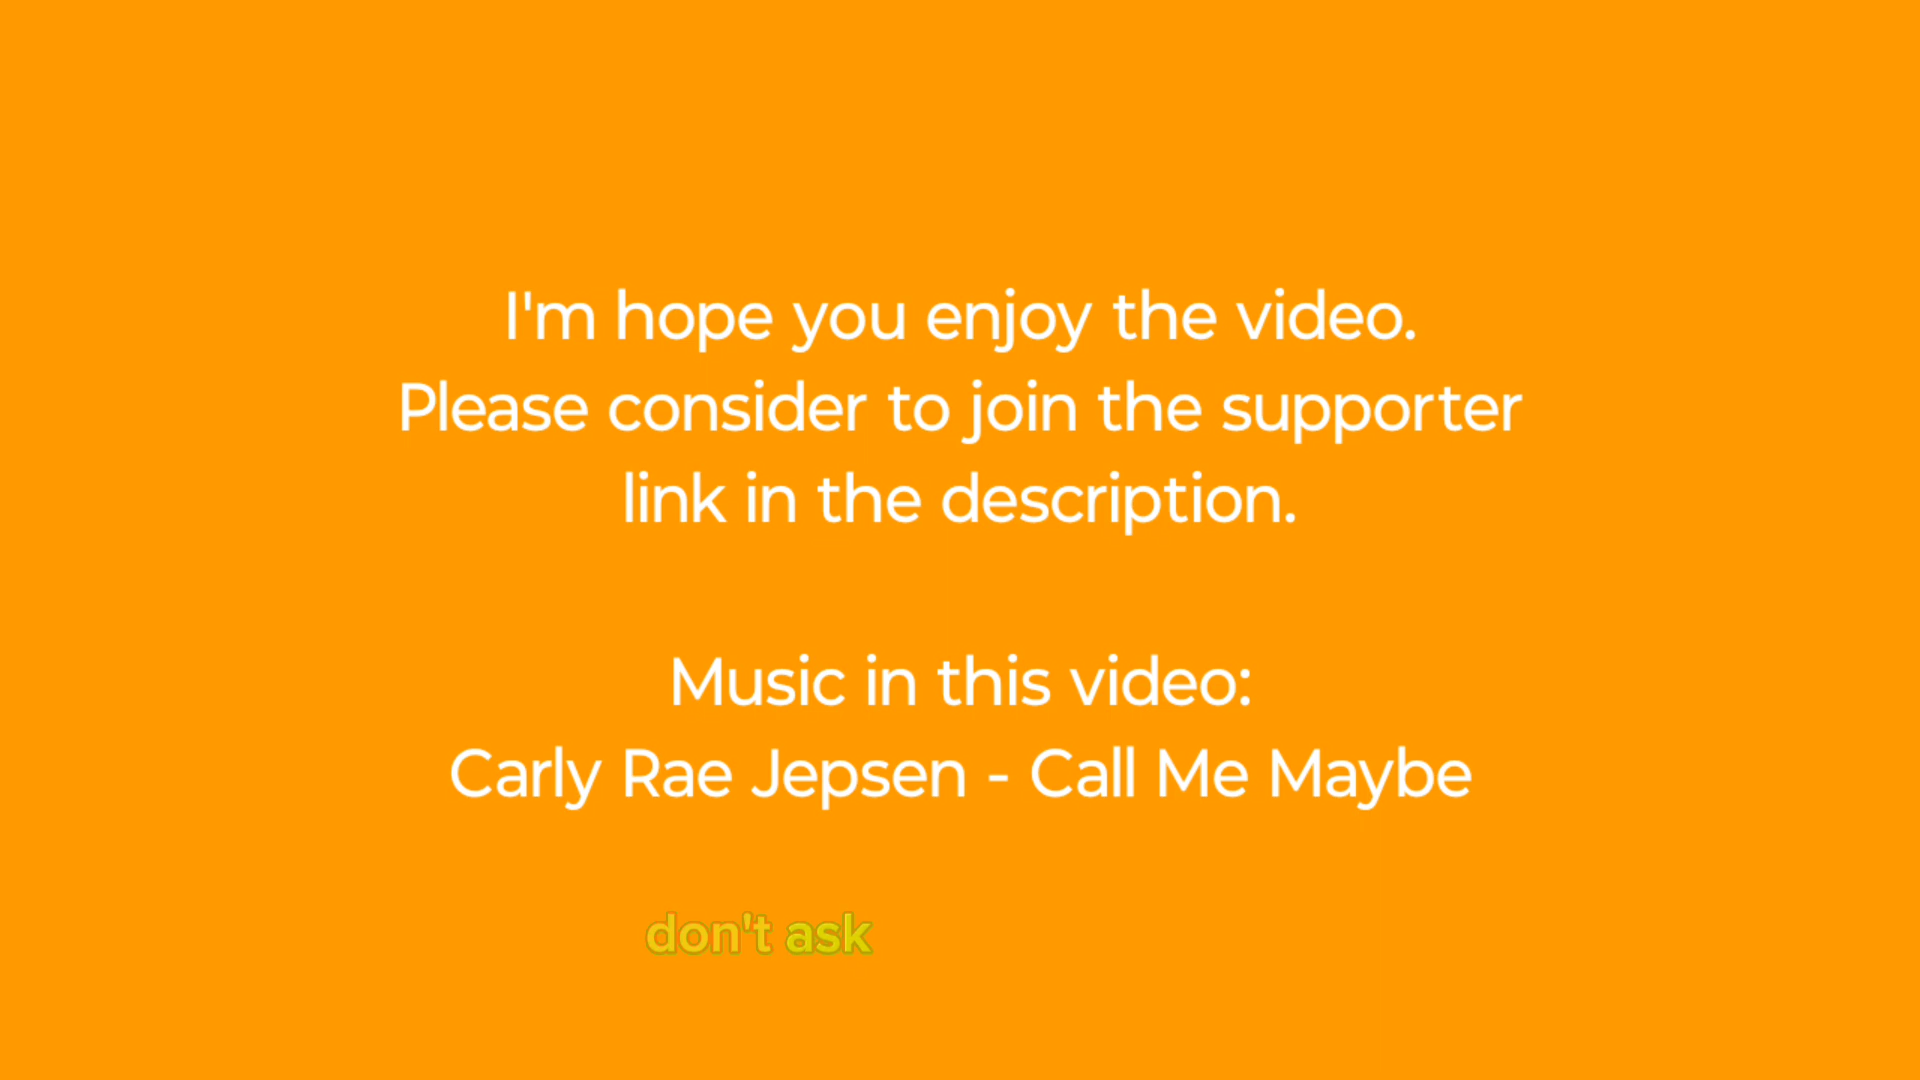 I'm hope you enjoy the video.
Please consider to join the supporter
link in the description.
Music in this video:
Carly Rae Jepsen - Call Me Maybe
don't ask